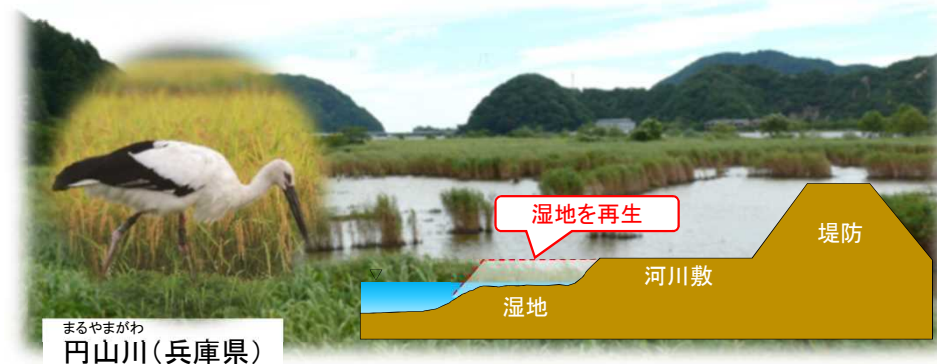 湿地を再生
堤防
河川敷
湿地
まるやまがわ
円山川(兵庫県)